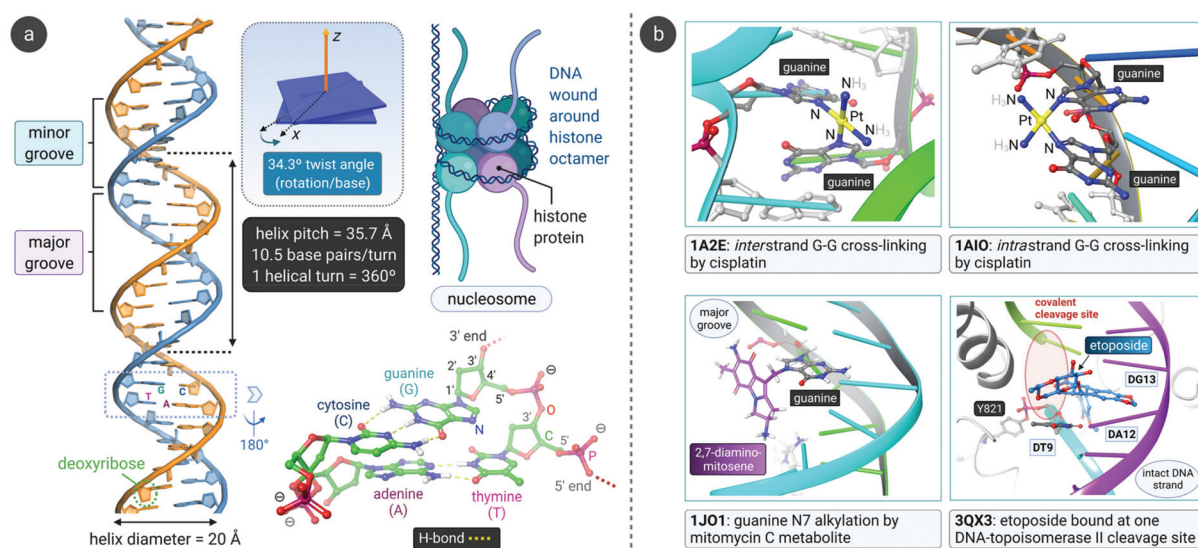 a
minor
groove
major
groove
z
x
34.3º twist angle
(rotation/base)
helix pitch = 35.7 Å
10.5 base pairs/turn
1 helical turn = 360º
DNA
wound
around
histone
octamer
histone
protein
nucleosome
T G C
A
180°
deoxyribose
helix diameter = 20 Å
3' end
guanine
(G)
cytosine
(C)
2'
3'
4'
1'
5'
O
N
3'
C
5'
P
5' end
adenine
(A)
thymine
(T)
⊖
⊖
⊖
⊖
H-bond
b
guanine
NH₃
N
Pt
N
NH₃
guanine
1A2E: interstrand G-G cross-linking
by cisplatin
guanine
H₃N
N
Pt
H₃N
N
guanine
1AIO: intrastrand G-G cross-linking
by cisplatin
major
groove
guanine
2,7-diamino-
mitosene
1JO1: guanine N7 alkylation by
mitomycin C metabolite
covalent
cleavage site
etoposide
DG13
Y821
DA12
DT9
intact DNA
strand
3QX3: etoposide bound at one
DNA-topoisomerase II cleavage site